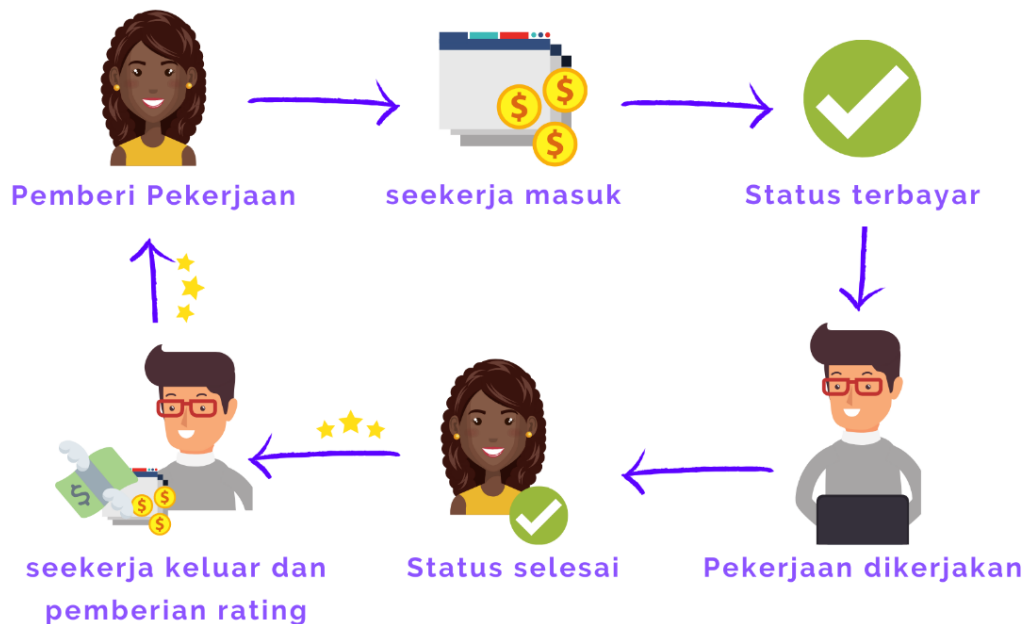 Pemberi Pekerjaan
seekerja masuk
Status terbayar
Pekerjaan dikerjakan
Status selesai
seekerja keluar dan
pemberian rating